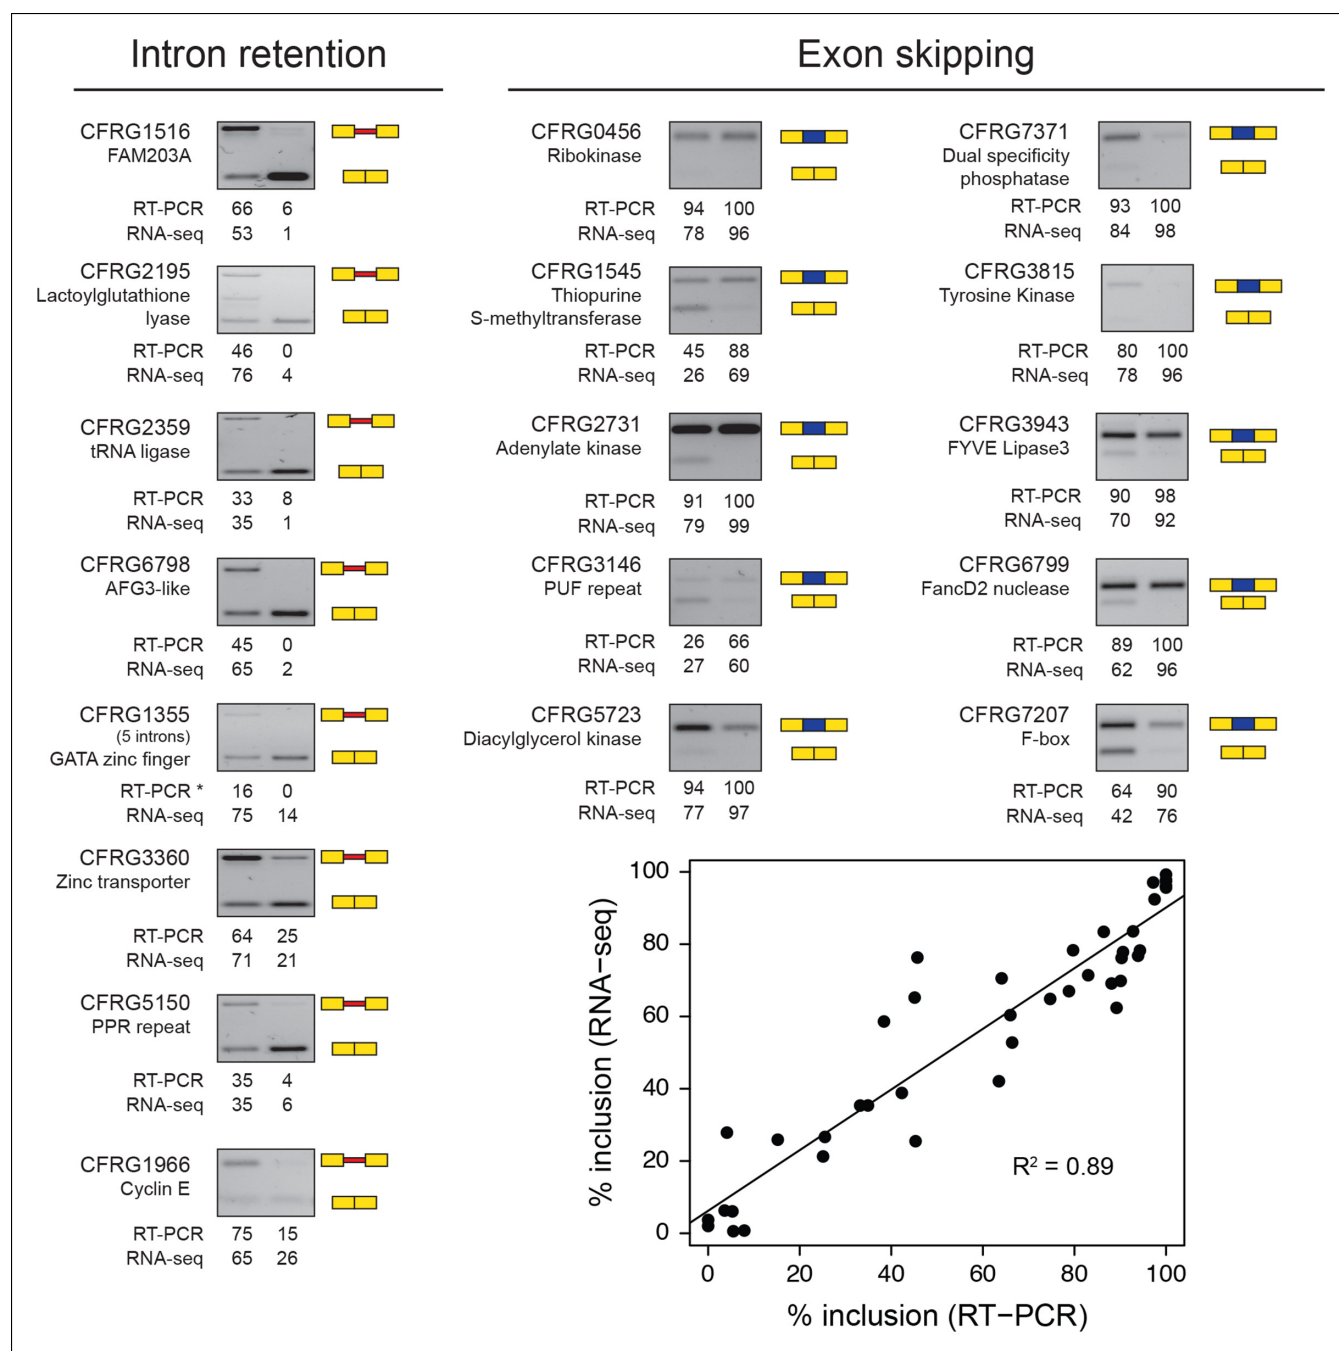 Intron retention
CFRG1516
FAM203A
RT-PCR 66 6
RNA-seq 53 1
CFRG2195
Lactoylglutathione
lyase
RT-PCR 46 0
RNA-seq 76 4
CFRG2359
tRNA ligase
RT-PCR 33 8
RNA-seq 35 1
CFRG6798
AFG3-like
RT-PCR 45 0
RNA-seq 65 2
CFRG1355
(5 introns)
GATA zinc finger
RT-PCR * 16 0
RNA-seq 75 14
CFRG3360
Zinc transporter
RT-PCR 64 25
RNA-seq 71 21
CFRG5150
PPR repeat
RT-PCR 35 4
RNA-seq 35 6
CFRG1966
Cyclin E
RT-PCR 75 15
RNA-seq 65 26
Exon skipping
CFRG0456
Ribokinase
RT-PCR 94 100
RNA-seq 78 96
CFRG1545
Thiopurine
S-methyltransferase
RT-PCR 45 88
RNA-seq 26 69
CFRG2731
Adenylate kinase
RT-PCR 91 100
RNA-seq 79 99
CFRG3146
PUF repeat
RT-PCR 26 66
RNA-seq 27 60
CFRG5723
Diacylglycerol kinase
RT-PCR 94 100
RNA-seq 77 97
CFRG7371
Dual specificity
phosphatase
RT-PCR 93 100
RNA-seq 84 98
CFRG3815
Tyrosine Kinase
RT-PCR 80 100
RNA-seq 78 96
CFRG3943
FYVE Lipase3
RT-PCR 90 98
RNA-seq 70 92
CFRG6799
FancD2 nuclease
RT-PCR 89 100
RNA-seq 62 96
CFRG7207
F-box
RT-PCR 64 90
RNA-seq 42 76
% inclusion (RNA−seq)
100
80
60
40
20
0
R² = 0.89
0 20 40 60 80 100
% inclusion (RT−PCR)